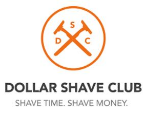 S
D C
DOLLAR SHAVE CLUB
SHAVE TIME. SHAVE MONEY.